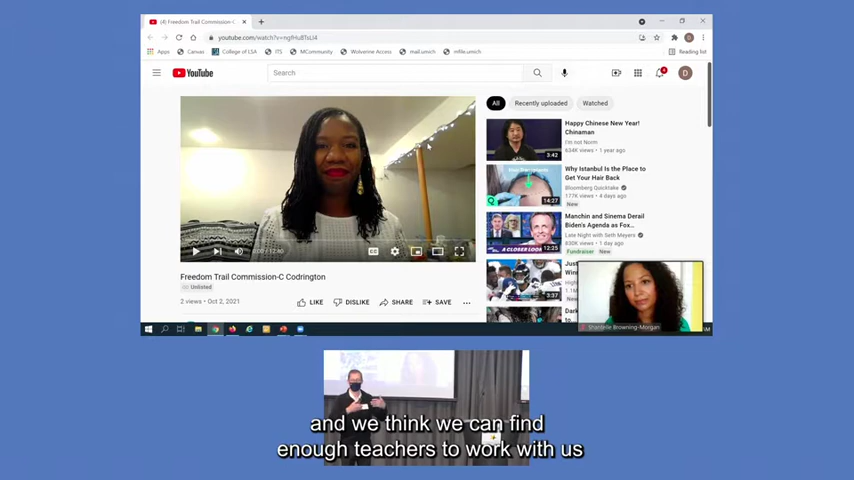 (4) Freedom Trail Commission-C
youtube.com/watch?v=ngfHu8TsLl4
Apps Canvas College of LSA ITS MCommunity Wolverine Access mail.umich mfile.umich Reading list
YouTube
Search
4
D
All Recently uploaded Watched
Happy Chinese New Year!
Chinaman
I'm not Norm
634K views • 1 year ago
3:42
Why Istanbul Is the Place to
Get Your Hair Back
Bloomberg Quicktake
177K views • 4 days ago
New
14:27
Manchin and Sinema Derail
Biden's Agenda as Fox...
Late Night with Seth Meyers
830K views • 1 day ago
Fundraiser New
A CLOSER LOOK
12:25
3:37
Freedom Trail Commission-C Codrington
Unlisted
2 views • Oct 2, 2021
LIKE DISLIKE SHARE SAVE
Shantelle Browning-Morgan
and we think we can find
enough teachers to work with us